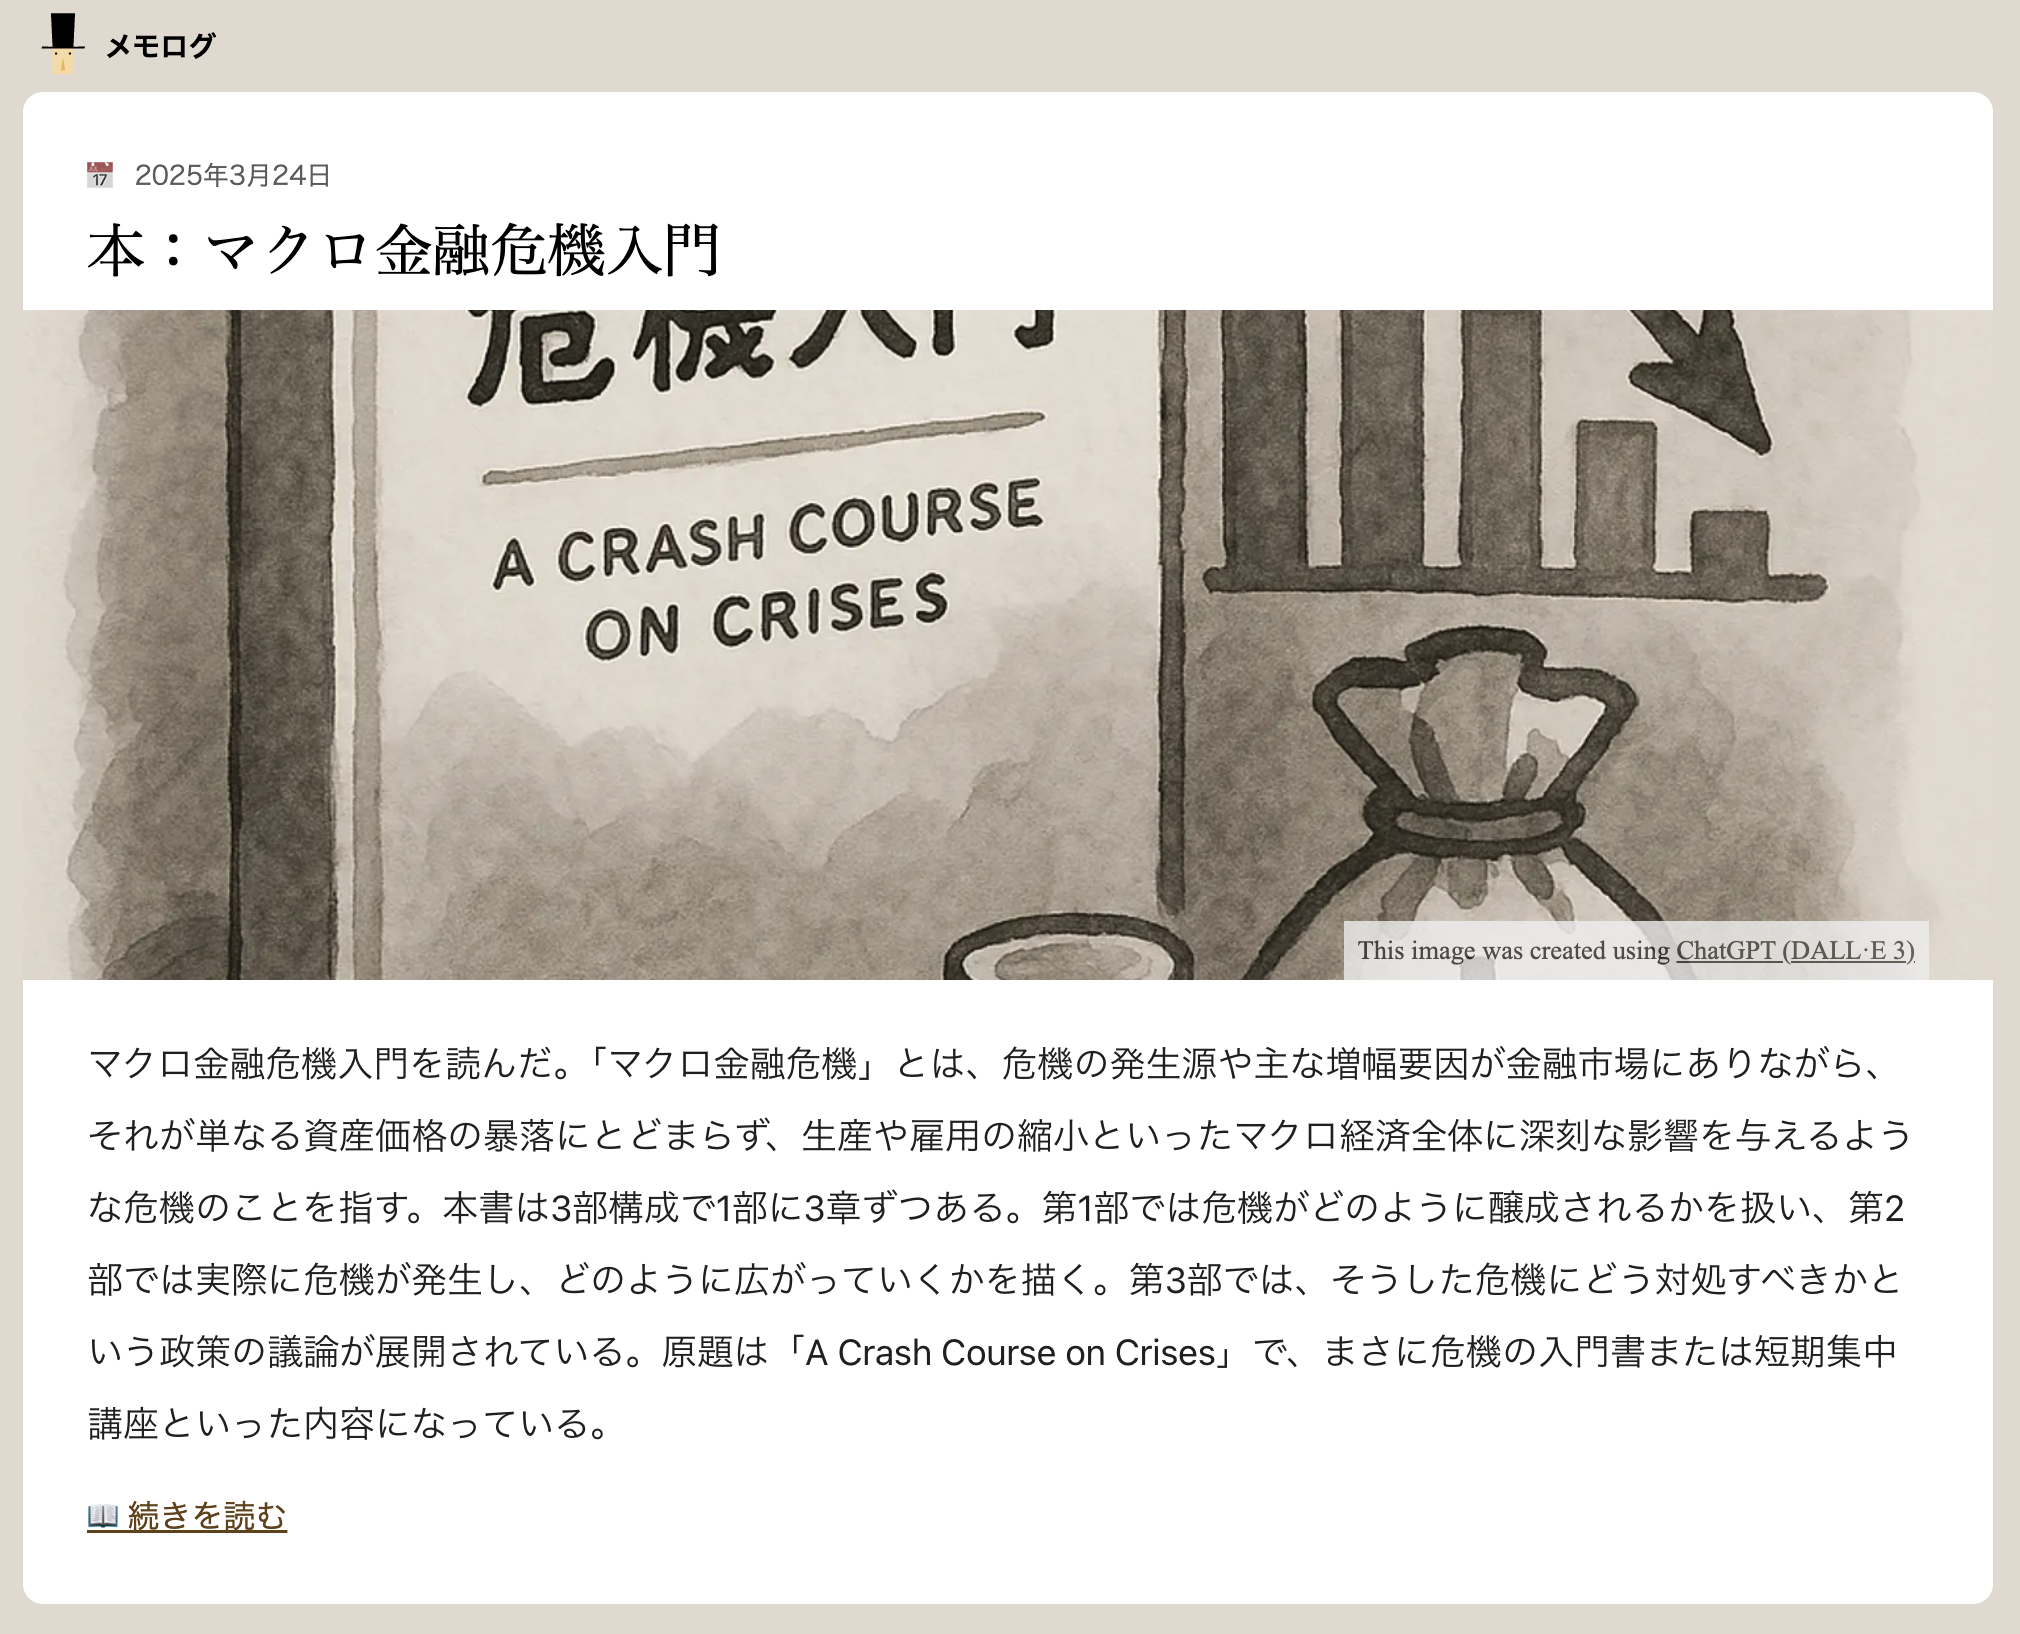 メモログ
17 2025年3月24日
本：マクロ金融危機入門
危機入門
A CRASH COURSE
ON CRISES
This image was created using ChatGPT (DALL·E 3)
マクロ金融危機入門を読んだ。「マクロ金融危機」とは、危機の発生源や主な増幅要因が金融市場にありながら、
それが単なる資産価格の暴落にとどまらず、生産や雇用の縮小といったマクロ経済全体に深刻な影響を与えるよう
な危機のことを指す。本書は3部構成で1部に3章ずつある。第1部では危機がどのように醸成されるかを扱い、第2
部では実際に危機が発生し、どのように広がっていくかを描く。第3部では、そうした危機にどう対処すべきかと
いう政策の議論が展開されている。原題は「A Crash Course on Crises」で、まさに危機の入門書または短期集中
講座といった内容になっている。
続きを読む